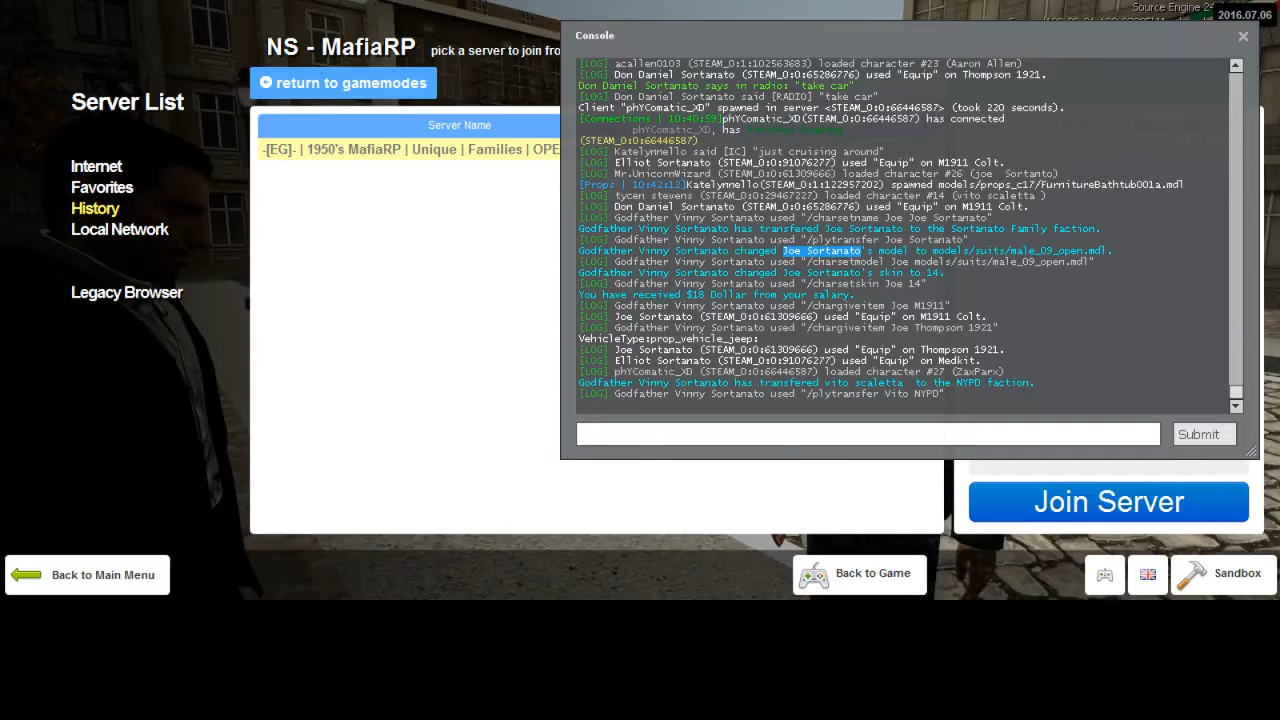 Source Engine 24
2016.07.06
NS - MafiaRP pick a server to join fro
return to gamemodes
Server List
Internet
Favorites
History
Local Network
Legacy Browser
Server Name
-[EG]- | 1950's MafiaRP | Unique | Families | OPE
Console
[LOG] acallen0103 (STEAM_0:1:102563683) loaded character #23 (Aaron Allen)
[LOG] Don Daniel Sortanato (STEAM_0:0:65286776) used "Equip" on Thompson 1921.
Don Daniel Sortanato says in radio: "take car"
[LOG] Don Daniel Sortanato said [RADIO] "take car"
Client "phYComatic_XD" spawned in server <STEAM_0:0:66446587> (took 220 seconds).
[Connections | 10:40:59]phYComatic_XD(STEAM_0:0:66446587) has connected
phYComatic_XD, has
(STEAM_0:0:66446587)
[LOG] Katelynnello said [IC] "just cruising around"
[LOG] Elliot Sortanato (STEAM_0:0:91076277) used "Equip" on M1911 Colt.
[LOG] Mr.UnicornWizard (STEAM_0:0:61309666) loaded character #26 (joe  Sortanto)
[Props | 10:42:12]Katelynnello(STEAM_0:1:122957202) spawned models/props_c17/FurnitureBathtub001a.mdl
[LOG] tycen stevens (STEAM_0:0:29467227) loaded character #14 (vito scaletta )
[LOG] Don Daniel Sortanato (STEAM_0:0:65286776) used "Equip" on M1911 Colt.
[LOG] Godfather Vinny Sortanato used "/charsetname Joe Joe Sortanato"
Godfather Vinny Sortanato has transfered Joe Sortanato to the Sortanato Family faction.
[LOG] Godfather Vinny Sortanato used "/plytransfer Joe Sortanato"
Godfather Vinny Sortanato changed Joe Sortanato's model to models/suits/male_09_open.mdl.
[LOG] Godfather Vinny Sortanato used "/charsetmodel Joe models/suits/male_09_open.mdl"
Godfather Vinny Sortanato changed Joe Sortanato's skin to 14.
[LOG] Godfather Vinny Sortanato used "/charsetskin Joe 14"
You have received $18 Dollar from your salary.
[LOG] Godfather Vinny Sortanato used "/chargiveitem Joe M1911"
[LOG] Joe Sortanato (STEAM_0:0:61309666) used "Equip" on M1911 Colt.
[LOG] Godfather Vinny Sortanato used "/chargiveitem Joe Thompson 1921"
VehicleType:prop_vehicle_jeep:
[LOG] Joe Sortanato (STEAM_0:0:61309666) used "Equip" on Thompson 1921.
[LOG] Elliot Sortanato (STEAM_0:0:91076277) used "Equip" on Medkit.
[LOG] phYComatic_XD (STEAM_0:0:66446587) loaded character #27 (ZaxParx)
Godfather Vinny Sortanato has transfered vito scaletta  to the NYPD faction.
[LOG] Godfather Vinny Sortanato used "/plytransfer Vito NYPD"
Submit
Join Server
Back to Main Menu
Back to Game
Sandbox